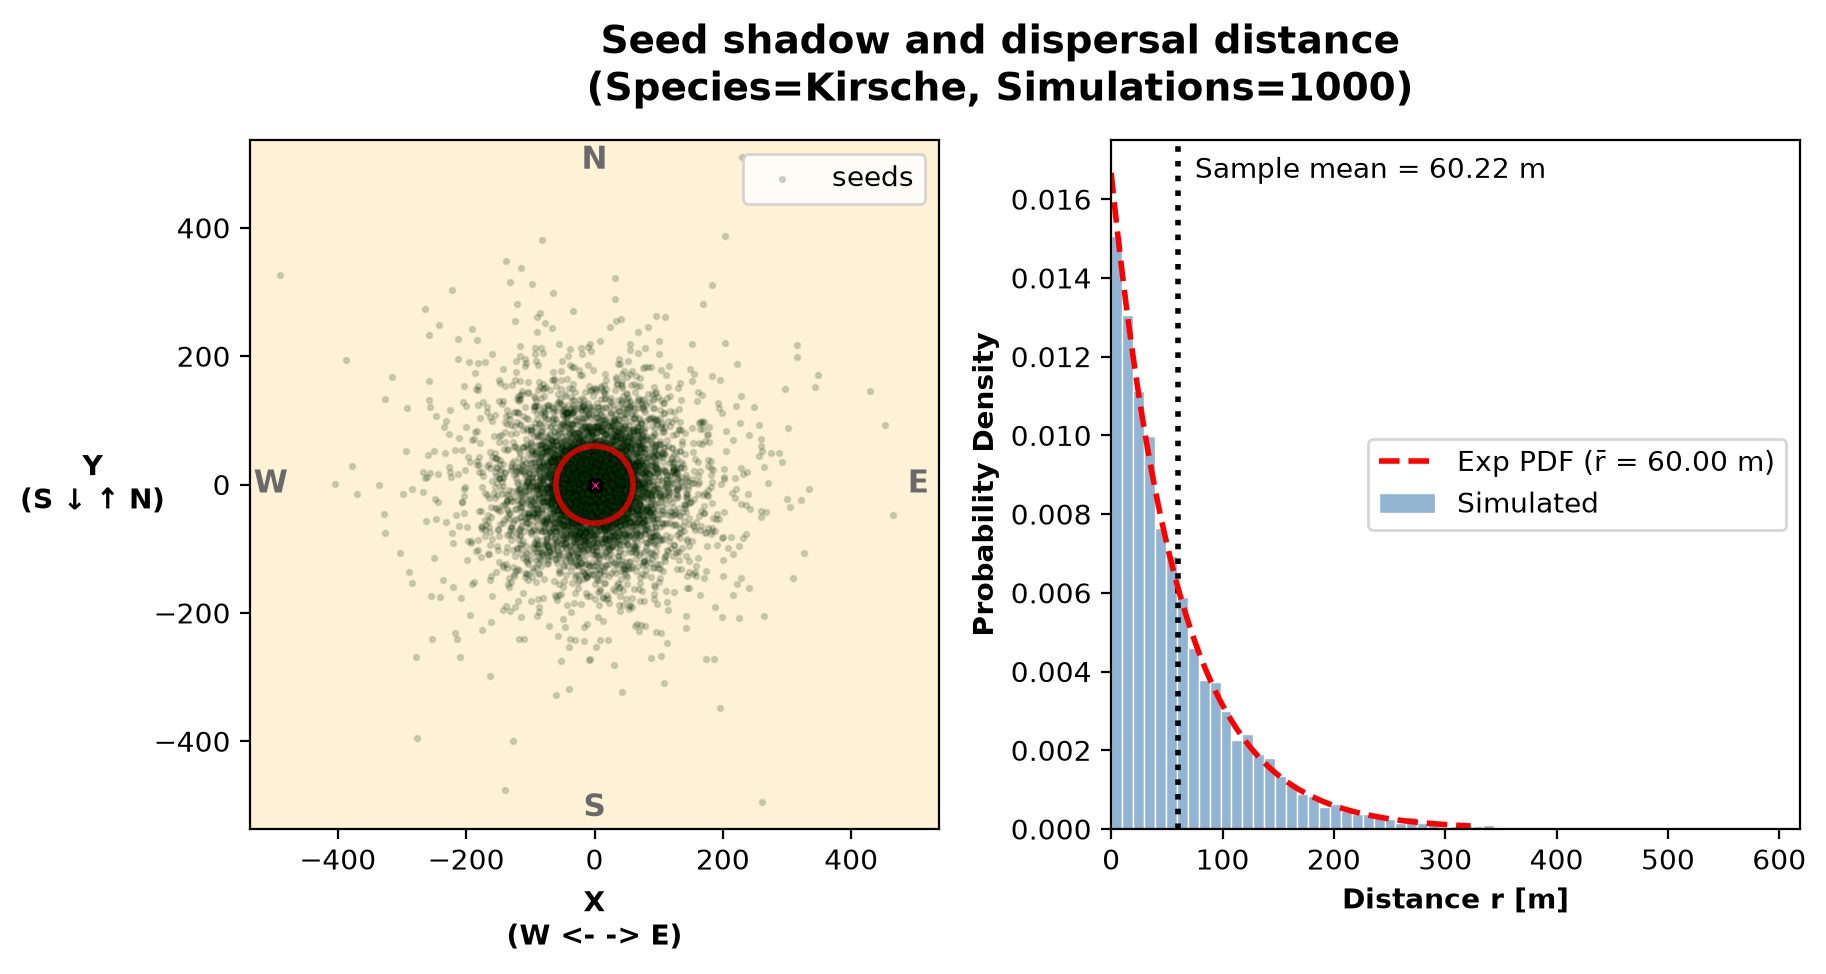 Seed shadow and dispersal distance
(Species=Kirsche, Simulations=1000)
N
seeds
W
E
S
400
200
0
−200
−400
Y
(S ↓ ↑ N)
−400
−200
0
200
400
X
(W <- -> E)
Sample mean = 60.22 m
Exp PDF (r̄ = 60.00 m)
Simulated
0.016
0.014
0.012
0.010
0.008
0.006
0.004
0.002
0.000
Probability Density
0
100
200
300
400
500
600
Distance r [m]